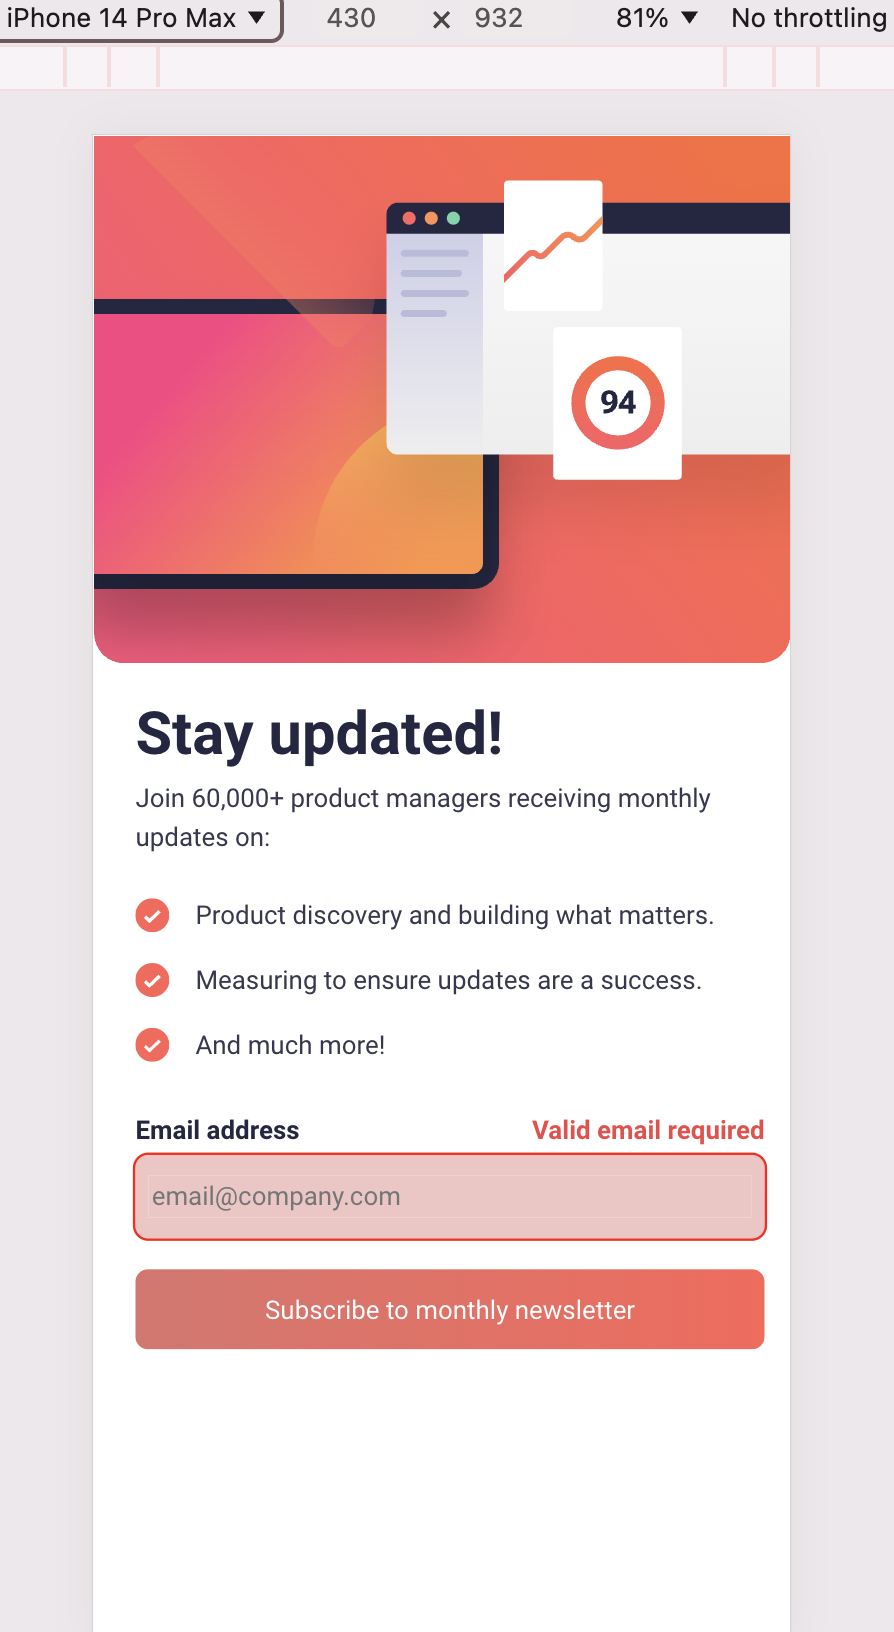 iPhone 14 Pro Max ▼ 430 × 932 81% ▼ No throttling
94
Stay updated!
Join 60,000+ product managers receiving monthly
updates on:
Product discovery and building what matters.
Measuring to ensure updates are a success.
And much more!
Email address Valid email required
email@company.com
Subscribe to monthly newsletter